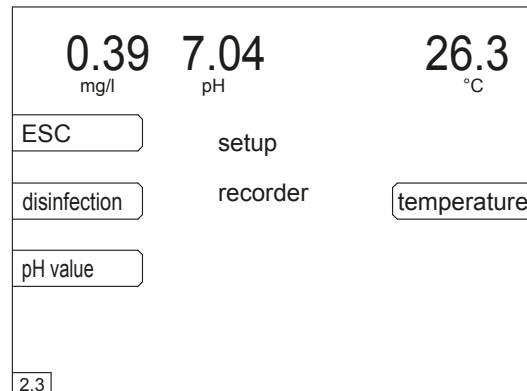 0.39 7.04 26.3
mg/l pH °C
ESC
setup
disinfection recorder temperature
pH value
2.3